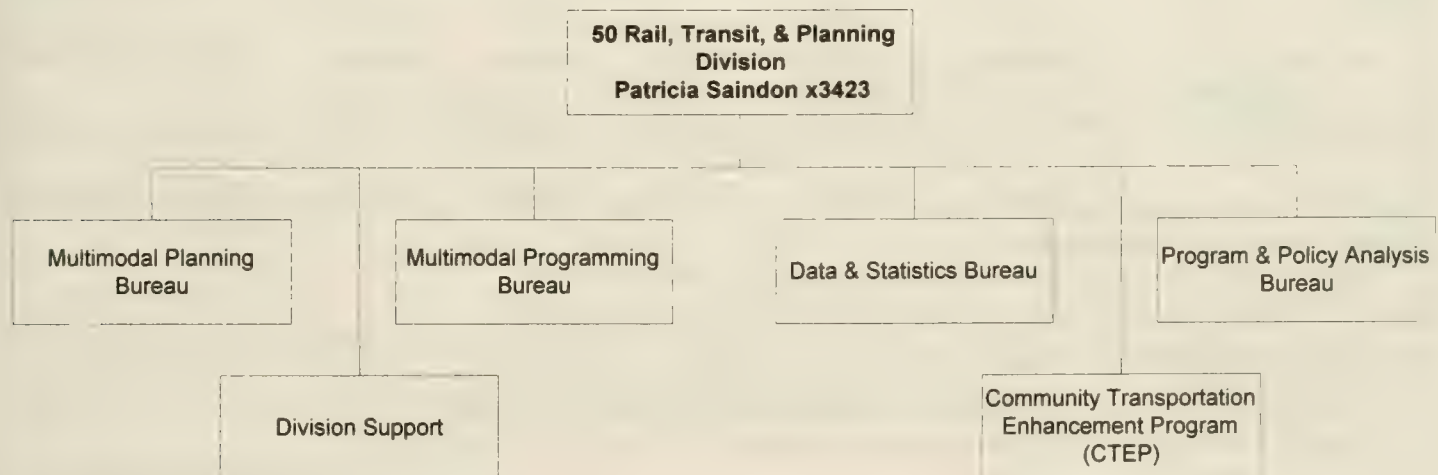 50 Rail, Transit, & Planning
Division
Patricia Saindon x3423
Multimodal Planning
Bureau
Multimodal Programming
Bureau
Data & Statistics Bureau
Program & Policy Analysis
Bureau
Division Support
Community Transportation
Enhancement Program
(CTEP)